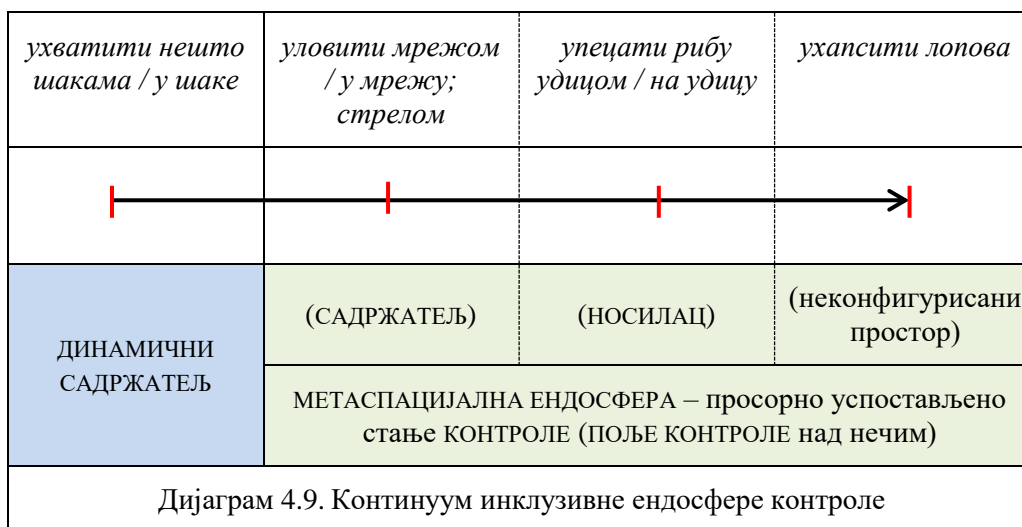 ухватити нешто
шакама / у шаке
уловити мрежом
/ у мрежу;
стрелом
упецати рибу
удицом / на удицу
ухапсити лопова
ДИНАМИЧНИ
САДРЖАТЕЉ
(САДРЖАТЕЉ)
(НОСИЛАЦ)
(неконфигурисани
простор)
МЕТАСПАЦИЈАЛНА ЕНДОСФЕРА – просорно успостављено
стање КОНТРОЛЕ (ПОЉЕ КОНТРОЛЕ над нечим)
Дијаграм 4.9. Континуум инклузивне ендосфере контроле